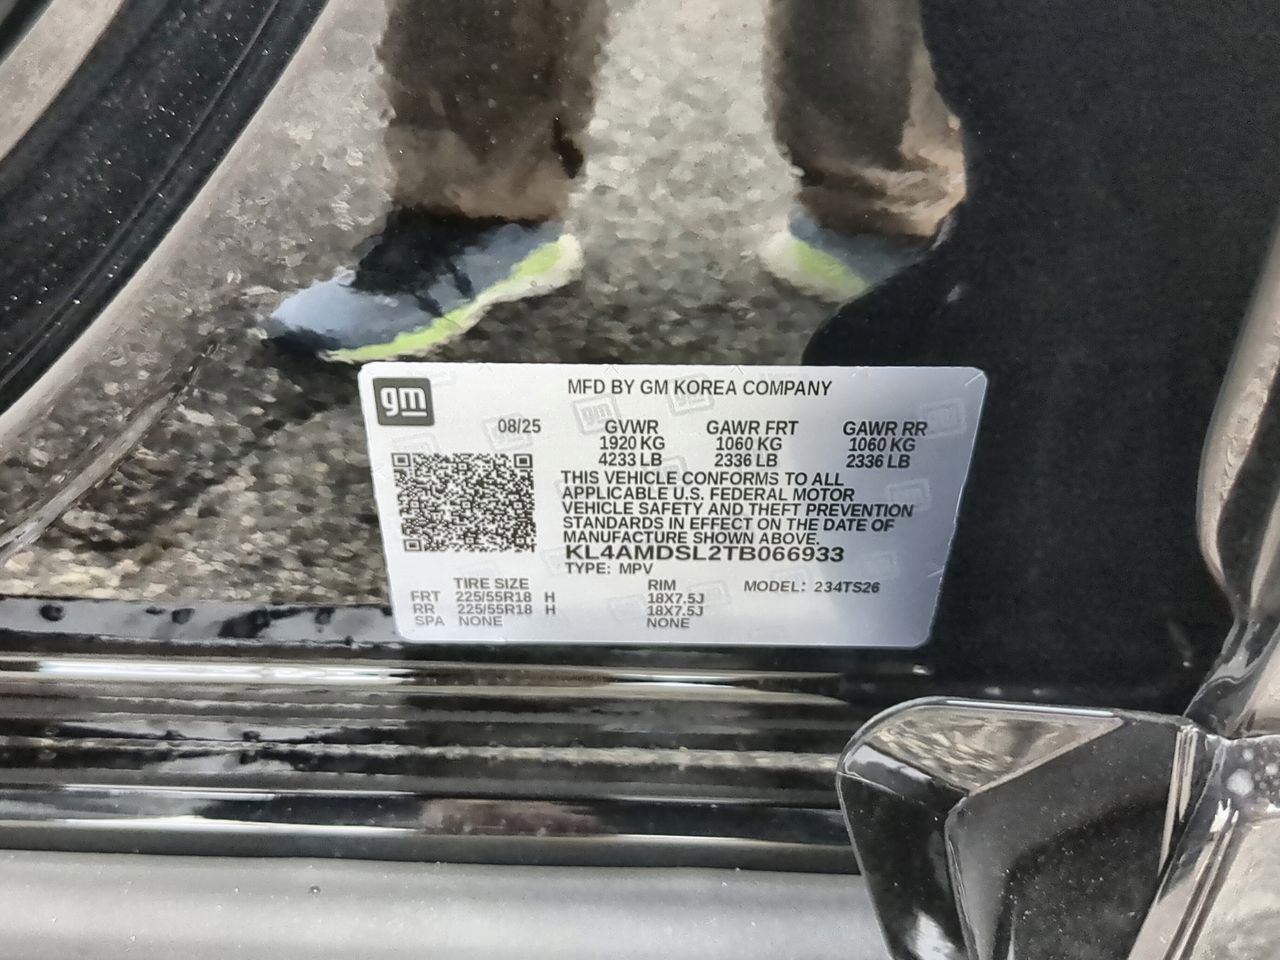 gm
MFD BY GM KOREA COMPANY
08/25 GVWR GAWR FRT GAWR RR
1920 KG 1060 KG 1060 KG
4233 LB 2336 LB 2336 LB
THIS VEHICLE CONFORMS TO ALL
APPLICABLE U.S. FEDERAL MOTOR
VEHICLE SAFETY AND THEFT PREVENTION
STANDARDS IN EFFECT ON THE DATE OF
MANUFACTURE SHOWN ABOVE.
KL4AMDSL2TB066933
TYPE: MPV
TIRE SIZE RIM MODEL: 234TS26
FRT 225/55R18 H 18X7.5J
RR 225/55R18 H 18X7.5J
SPA NONE NONE